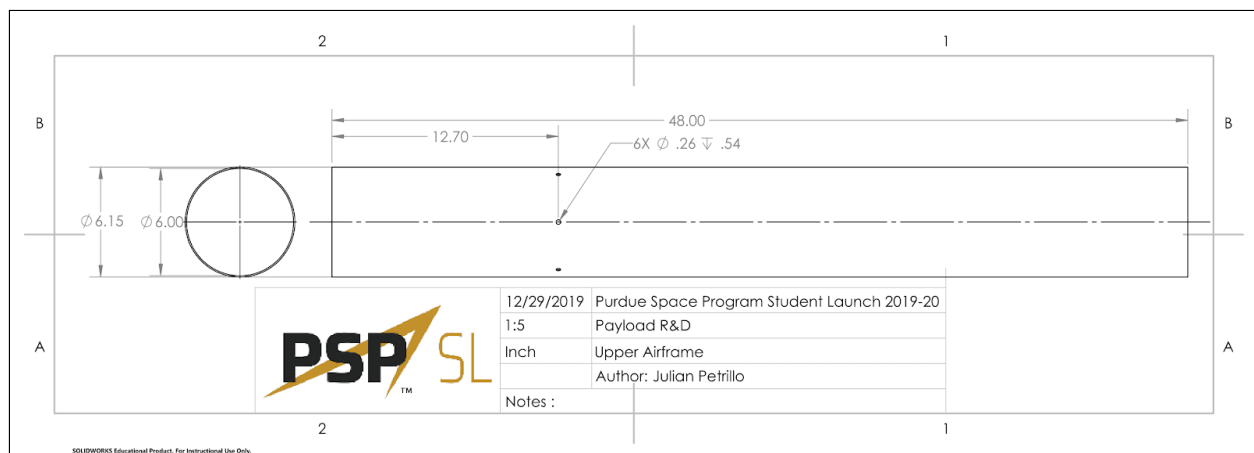 2
1
B
B
48.00
12.70
6X ∅ .26 ↧ .54
∅6.15
∅6.00
12/29/2019 Purdue Space Program Student Launch 2019-20
1:5 Payload R&D
Inch Upper Airframe
Author: Julian Petrillo
Notes :
PSP SL
TM
A
A
2
1
SOLIDWORKS Educational Product. For Instructional Use Only.